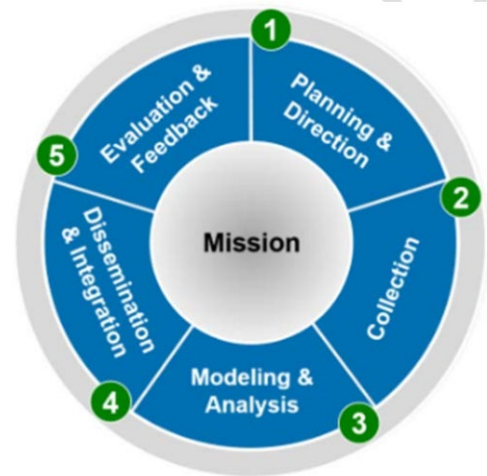 1
Planning &
Direction
2
Collection
3
Modeling &
Analysis
4
Dissemination
& Integration
5
Evaluation &
Feedback
Mission